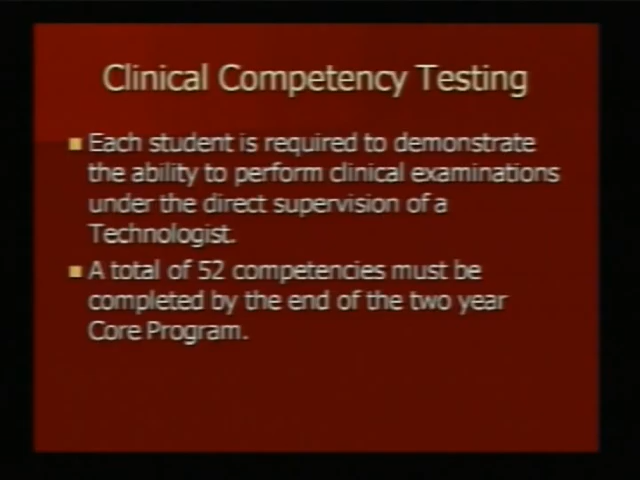 Clinical Competency Testing
Each student is required to demonstrate
the ability to perform clinical examinations
under the direct supervision of a
Technologist.
A total of 52 competencies must be
completed by the end of the two year
Core Program.